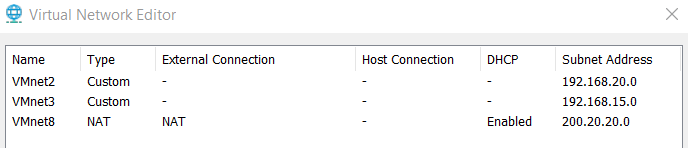 Virtual Network Editor
Name Type External Connection Host Connection DHCP Subnet Address
VMnet2 Custom - - - 192.168.20.0
VMnet3 Custom - - - 192.168.15.0
VMnet8 NAT NAT - Enabled 200.20.20.0